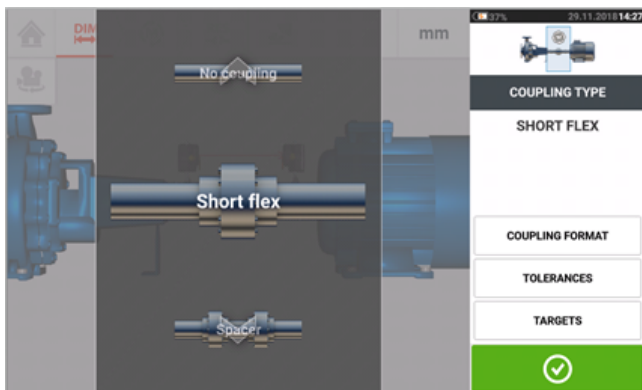 DIM
mm
No coupling
Short flex
Spacer
37%
29.11.2018 14:27
COUPLING TYPE
SHORT FLEX
COUPLING FORMAT
TOLERANCES
TARGETS